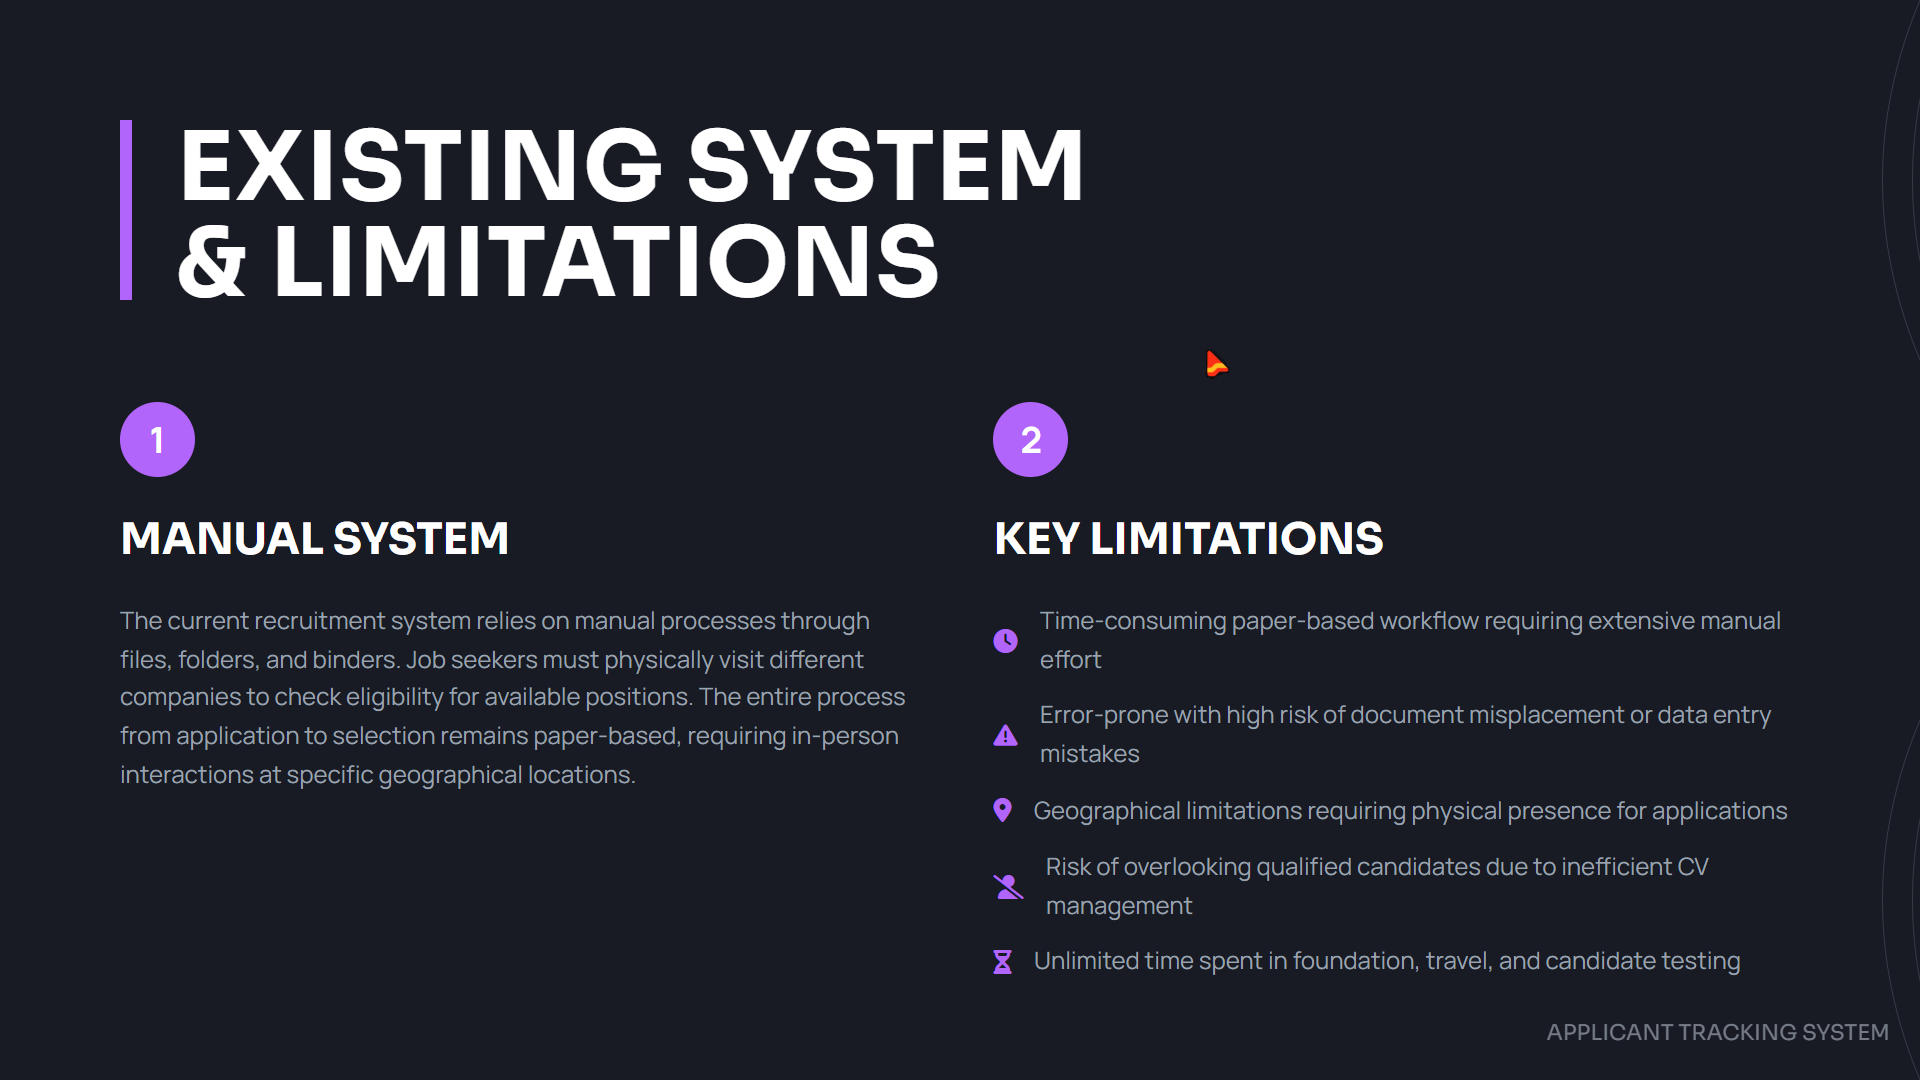 EXISTING SYSTEM
& LIMITATIONS
1
MANUAL SYSTEM
The current recruitment system relies on manual processes through
files, folders, and binders. Job seekers must physically visit different
companies to check eligibility for available positions. The entire process
from application to selection remains paper-based, requiring in-person
interactions at specific geographical locations.
2
KEY LIMITATIONS
Time-consuming paper-based workflow requiring extensive manual
effort
Error-prone with high risk of document misplacement or data entry
mistakes
Geographical limitations requiring physical presence for applications
Risk of overlooking qualified candidates due to inefficient CV
management
Unlimited time spent in foundation, travel, and candidate testing
APPLICANT TRACKING SYSTEM